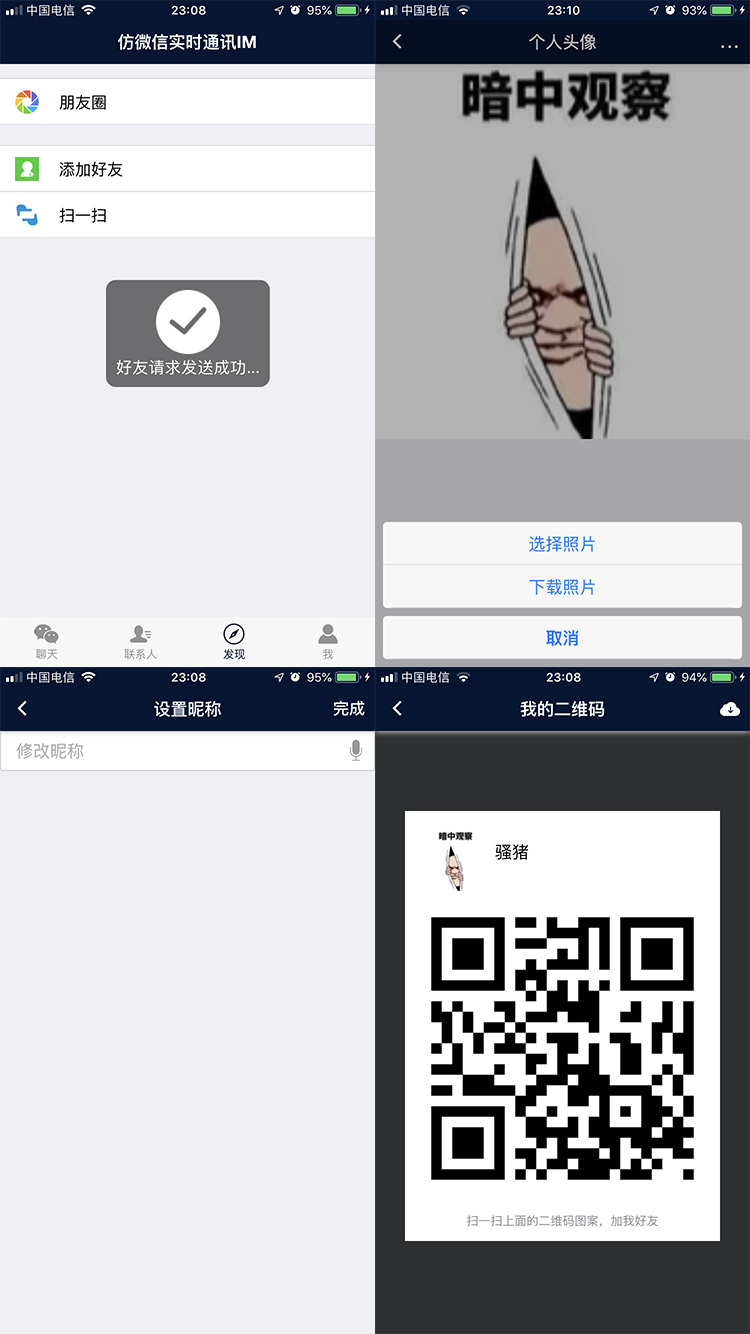 中国电信 23:08 95%
仿微信实时通讯IM
朋友圈
添加好友
扫一扫
好友请求发送成功...
聊天 联系人 发现 我
中国电信 23:10 93%
个人头像 ...
暗中观察
选择照片
下载照片
取消
中国电信 23:08 95%
设置昵称 完成
修改昵称
中国电信 23:08 94%
我的二维码
暗中观察
骚猪
扫一扫上面的二维码图案，加我好友